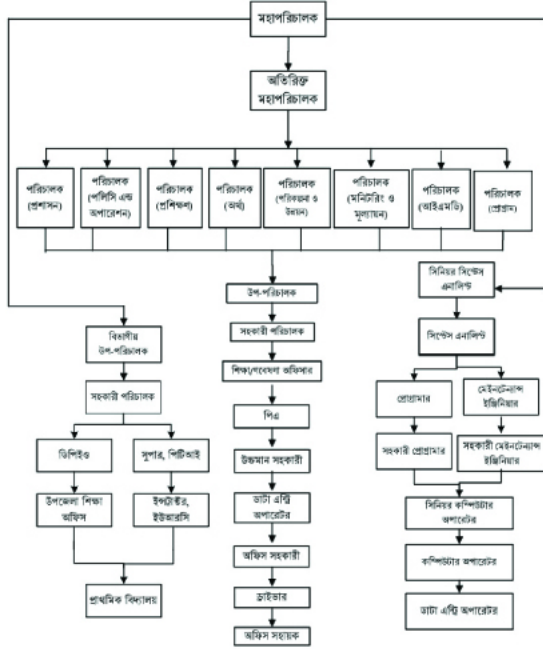 মহাপরিচালক
অতিরিক্ত
মহাপরিচালক
পরিচালক
(প্রশাসন)
পরিচালক
(পলিসি এন্ড
অপারেশন)
পরিচালক
(প্রশিক্ষণ)
পরিচালক
(অর্থ)
পরিচালক
(পরিকল্পনা ও
উন্নয়ন)
পরিচালক
(মনিটরিং ও
মূল্যায়ন)
পরিচালক
(আইএমডি)
পরিচালক
(প্রোগ্রাম)
বিভাগীয়
উপ-পরিচালক
সহকারী পরিচালক
ডিপিইও
সুপার, পিটিআই
উপজেলা শিক্ষা
অফিস
ইন্সট্রাক্টর,
ইউআরসি
প্রাথমিক বিদ্যালয়
উপ-পরিচালক
সহকারী পরিচালক
শিক্ষা/গবেষণা অফিসার
পিএ
উচ্চমান সহকারী
ডাটা এন্ট্রি
অপারেটর
অফিস সহকারী
ড্রাইভার
অফিস সহায়ক
সিনিয়র সিস্টেম
এনালিস্ট
সিস্টেম এনালিস্ট
প্রোগ্রামার
মেইনটেন্যান্স
ইঞ্জিনিয়ার
সহকারী প্রোগ্রামার
সহকারী মেইনটেন্যান্স
ইঞ্জিনিয়ার
সিনিয়র কম্পিউটার
অপারেটর
কম্পিউটার অপারেটর
ডাটা এন্ট্রি অপারেটর